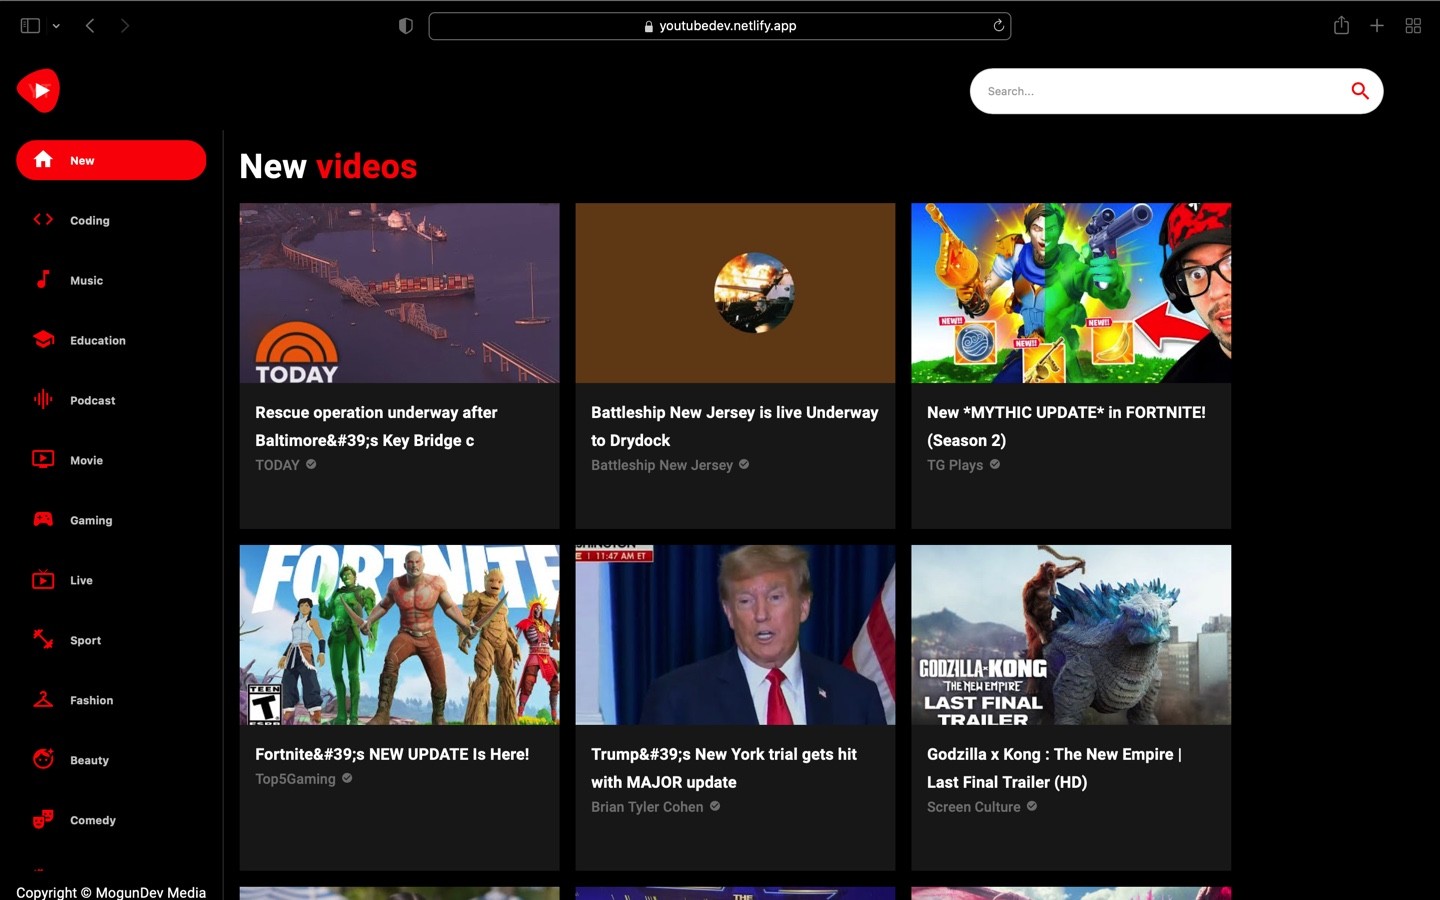 youtubedev.netlify.app
Search...
New
Coding
Music
Education
Podcast
Movie
Gaming
Live
Sport
Fashion
Beauty
Comedy
Copyright © MogunDev Media
New videos
TODAY
Rescue operation underway after
Baltimore&#39;s Key Bridge c
TODAY
Battleship New Jersey is live Underway
to Drydock
Battleship New Jersey
NEW!!
NEW!!
NEW!!
New *MYTHIC UPDATE* in FORTNITE!
(Season 2)
TG Plays
FORTNITE
TEEN
T
ESRB
Fortnite&#39;s NEW UPDATE Is Here!
Top5Gaming
11:47 AM ET
Trump&#39;s New York trial gets hit
with MAJOR update
Brian Tyler Cohen
GODZILLA x KONG
THE NEW EMPIRE
LAST FINAL
TRAILER
Godzilla x Kong : The New Empire |
Last Final Trailer (HD)
Screen Culture
THE